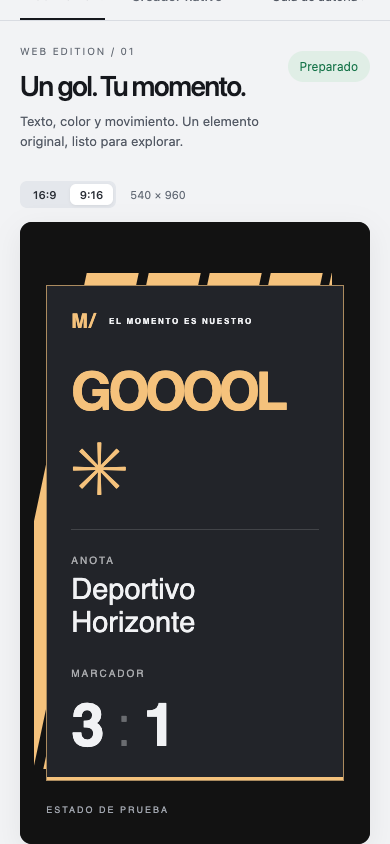 WEB EDITION / 01
Un gol. Tu momento.
Preparado
Texto, color y movimiento. Un elemento
original, listo para explorar.
16:9 9:16 540 × 960
M/ EL MOMENTO ES NUESTRO
GOOOOL
ANOTA
Deportivo
Horizonte
MARCADOR
3 : 1
ESTADO DE PRUEBA